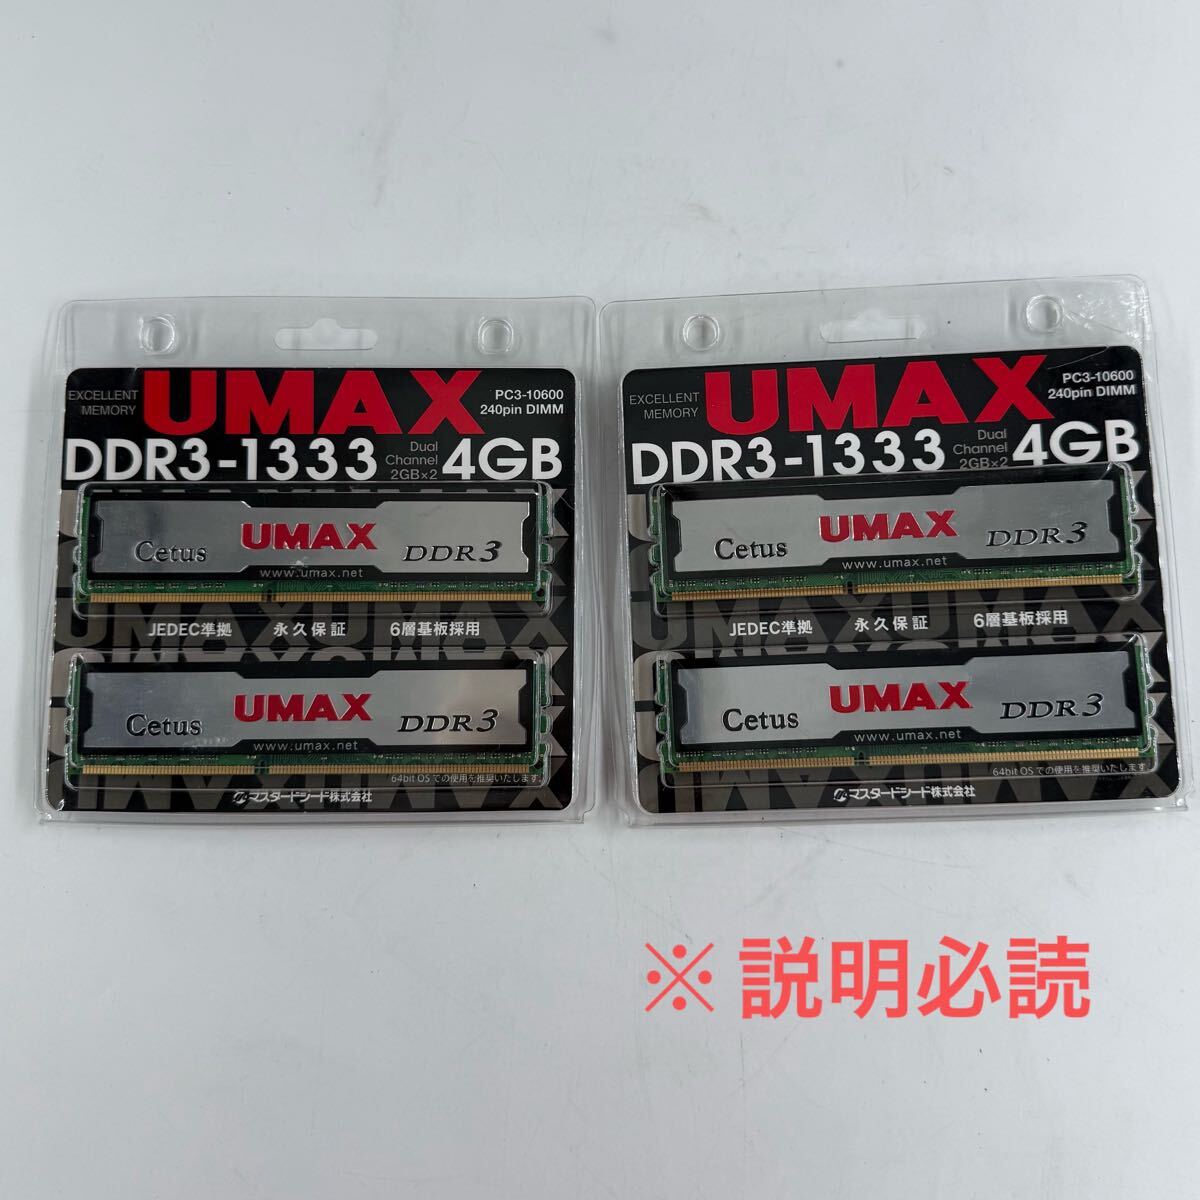 EXCELLENT
MEMORY
UMAX
PC3-10600
240pin DIMM
DDR3-1333
Dual
Channel
2GB×2
4GB
Cetus
UMAX
DDR3
www.umax.net
JEDEC準拠
永久保証
6層基板採用
Cetus
UMAX
DDR3
www.umax.net
64bit OSでの使用を推奨いたします。
マスタードシード株式会社
EXCELLENT
MEMORY
UMAX
PC3-10600
240pin DIMM
DDR3-1333
Dual
Channel
2GB×2
4GB
Cetus
UMAX
DDR3
www.umax.net
JEDEC準拠
永久保証
6層基板採用
Cetus
UMAX
DDR3
www.umax.net
64bit OSでの使用を推奨いたします。
マスタードシード株式会社
※説明必読